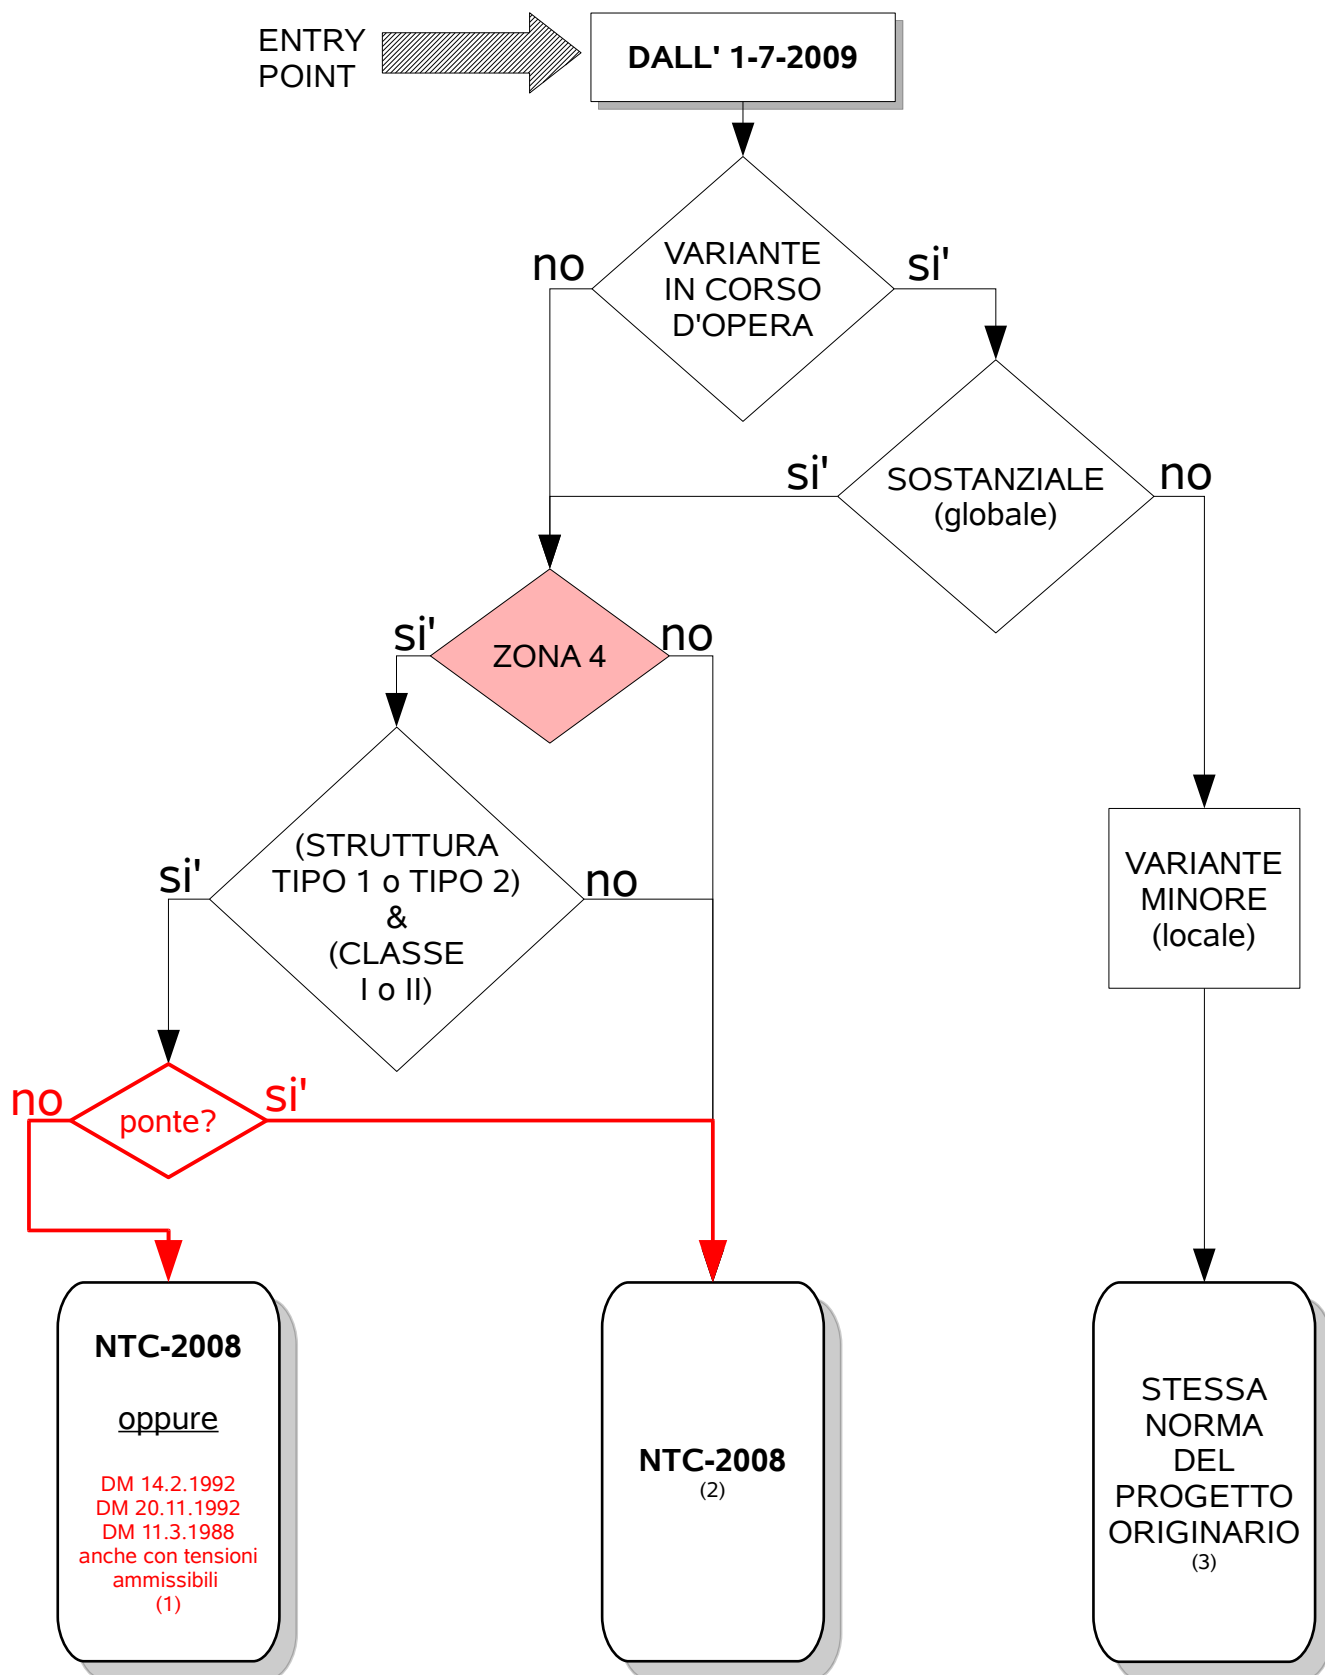 ENTRY
POINT
DALL' 1-7-2009
VARIANTE
IN CORSO
D'OPERA
no
si'
SOSTANZIALE
(globale)
si'
no
ZONA 4
si'
no
(STRUTTURA
TIPO 1 o TIPO 2)
&
(CLASSE
I o II)
si'
no
VARIANTE
MINORE
(locale)
ponte?
no
si'
NTC-2008
oppure
DM 14.2.1992
DM 20.11.1992
DM 11.3.1988
anche con tensioni
ammissibili
(1)
NTC-2008
(2)
STESSA
NORMA
DEL
PROGETTO
ORIGINARIO
(3)